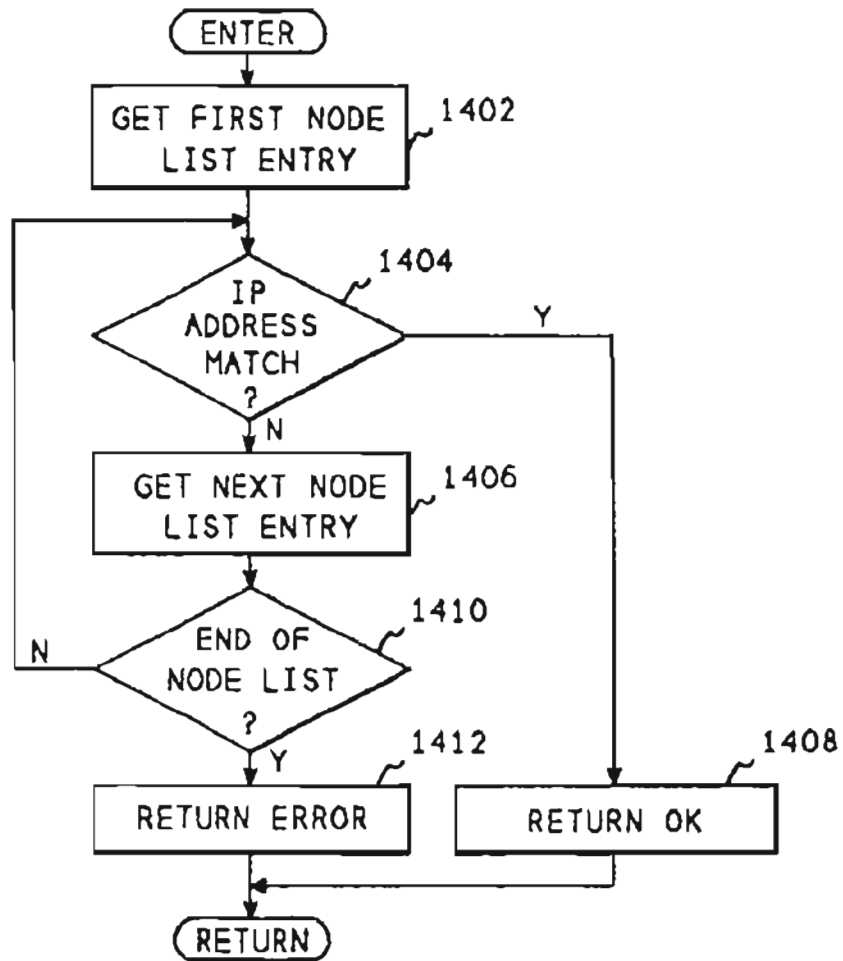 ENTER
GET FIRST NODE
LIST ENTRY
1402
IP
ADDRESS
MATCH
?
1404
Y
N
GET NEXT NODE
LIST ENTRY
1406
END OF
NODE LIST
?
1410
N
Y
RETURN ERROR
1412
RETURN OK
1408
RETURN